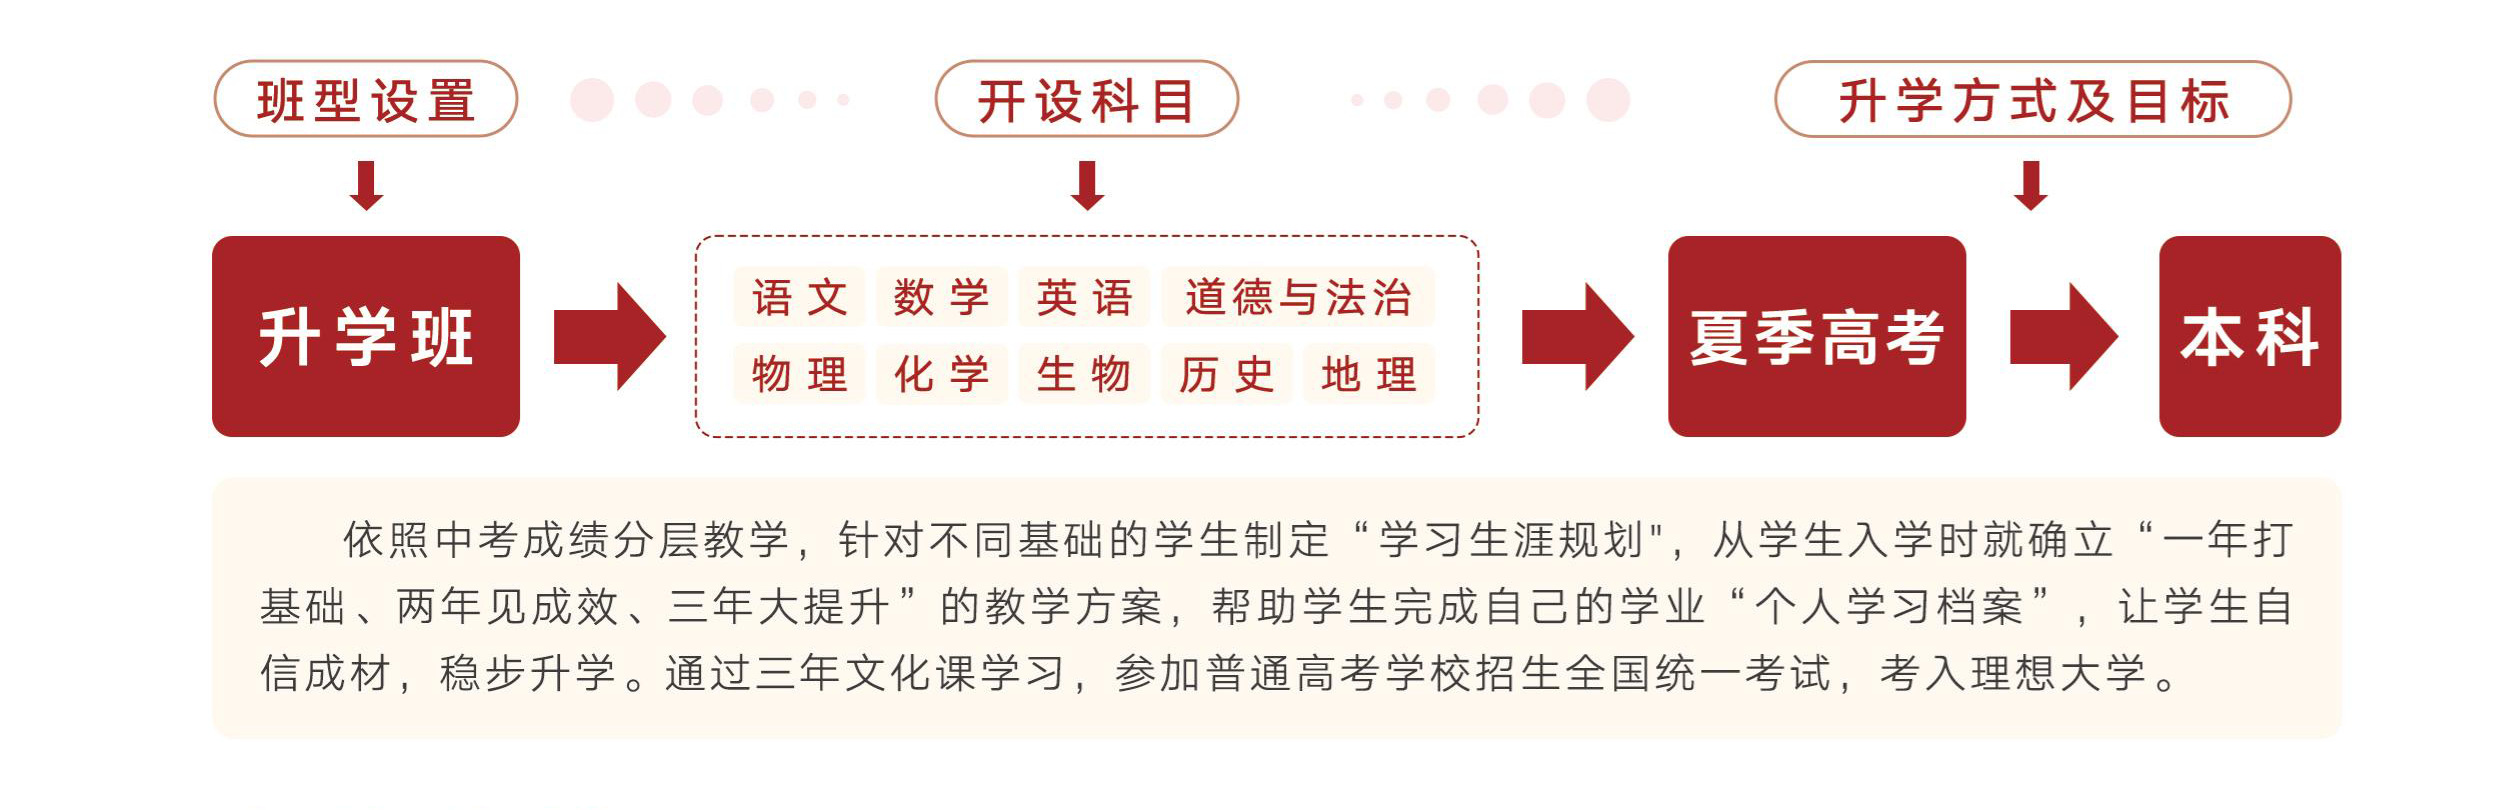 班型设置
开设科目
升学方式及目标
升学班
语文 数学 英语 道德与法治
物理 化学 生物 历史 地理
夏季高考
本科
依照中考成绩分层教学，针对不同基础的学生制定“学习生涯规划"，从学生入学时就确立“一年打
基础、两年见成效、三年大提升”的教学方案，帮助学生完成自己的学业“个人学习档案”，让学生自
信成材，稳步升学。通过三年文化课学习，参加普通高考学校招生全国统一考试，考入理想大学。